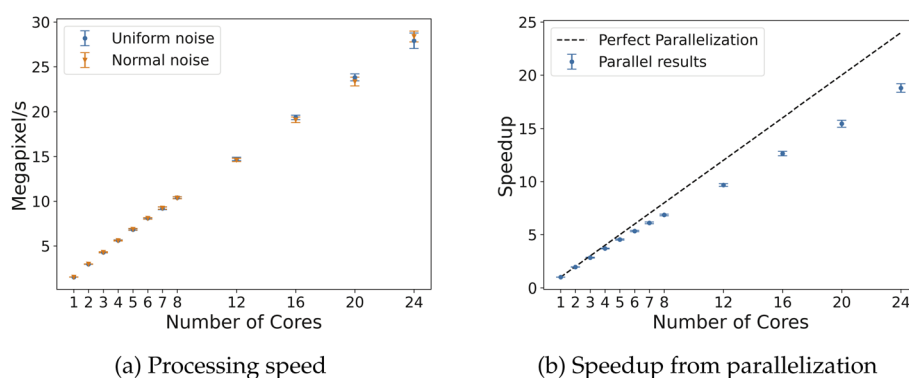 30
25
20
15
10
5
Megapixel/s
Uniform noise
Normal noise
1 2 3 4 5 6 7 8 12 16 20 24
Number of Cores
(a) Processing speed
25
20
15
10
5
0
Speedup
Perfect Parallelization
Parallel results
1 2 3 4 5 6 7 8 12 16 20 24
Number of Cores
(b) Speedup from parallelization